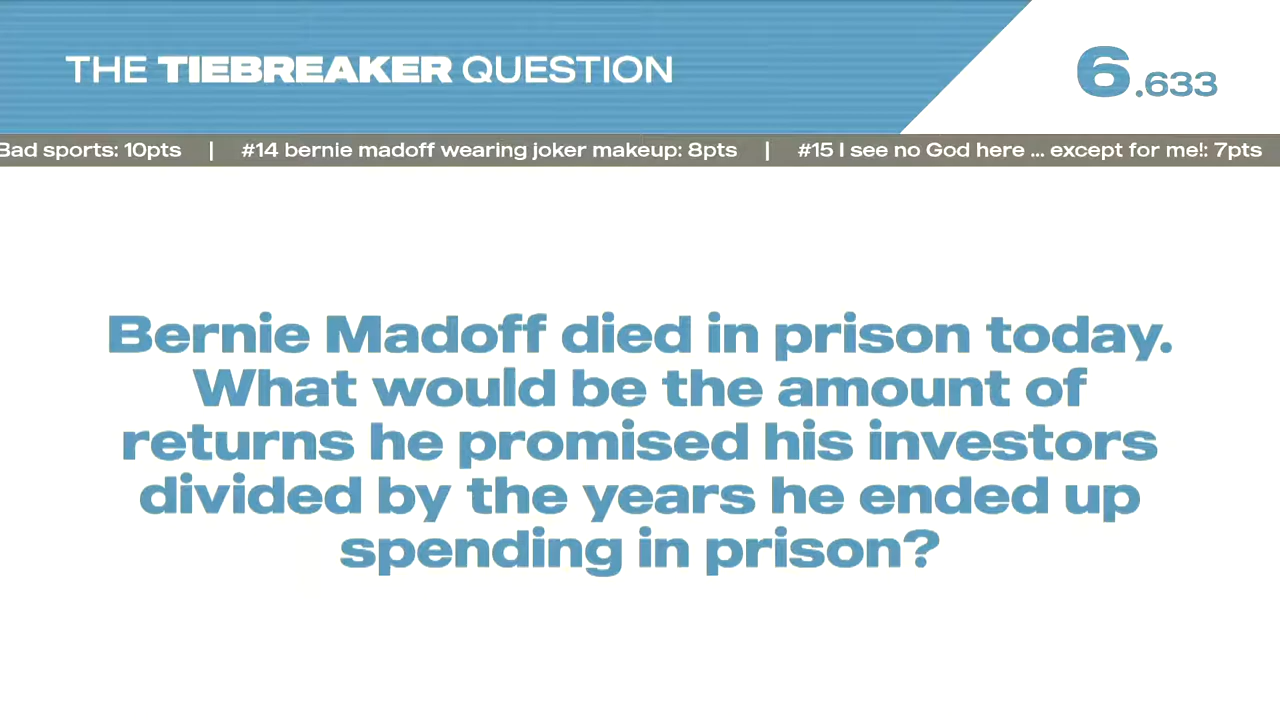 THE TIEBREAKER QUESTION
6.633
Bad sports: 10pts | #14 bernie madoff wearing joker makeup: 8pts | #15 I see no God here ... except for me!: 7pts
Bernie Madoff died in prison today.
What would be the amount of
returns he promised his investors
divided by the years he ended up
spending in prison?